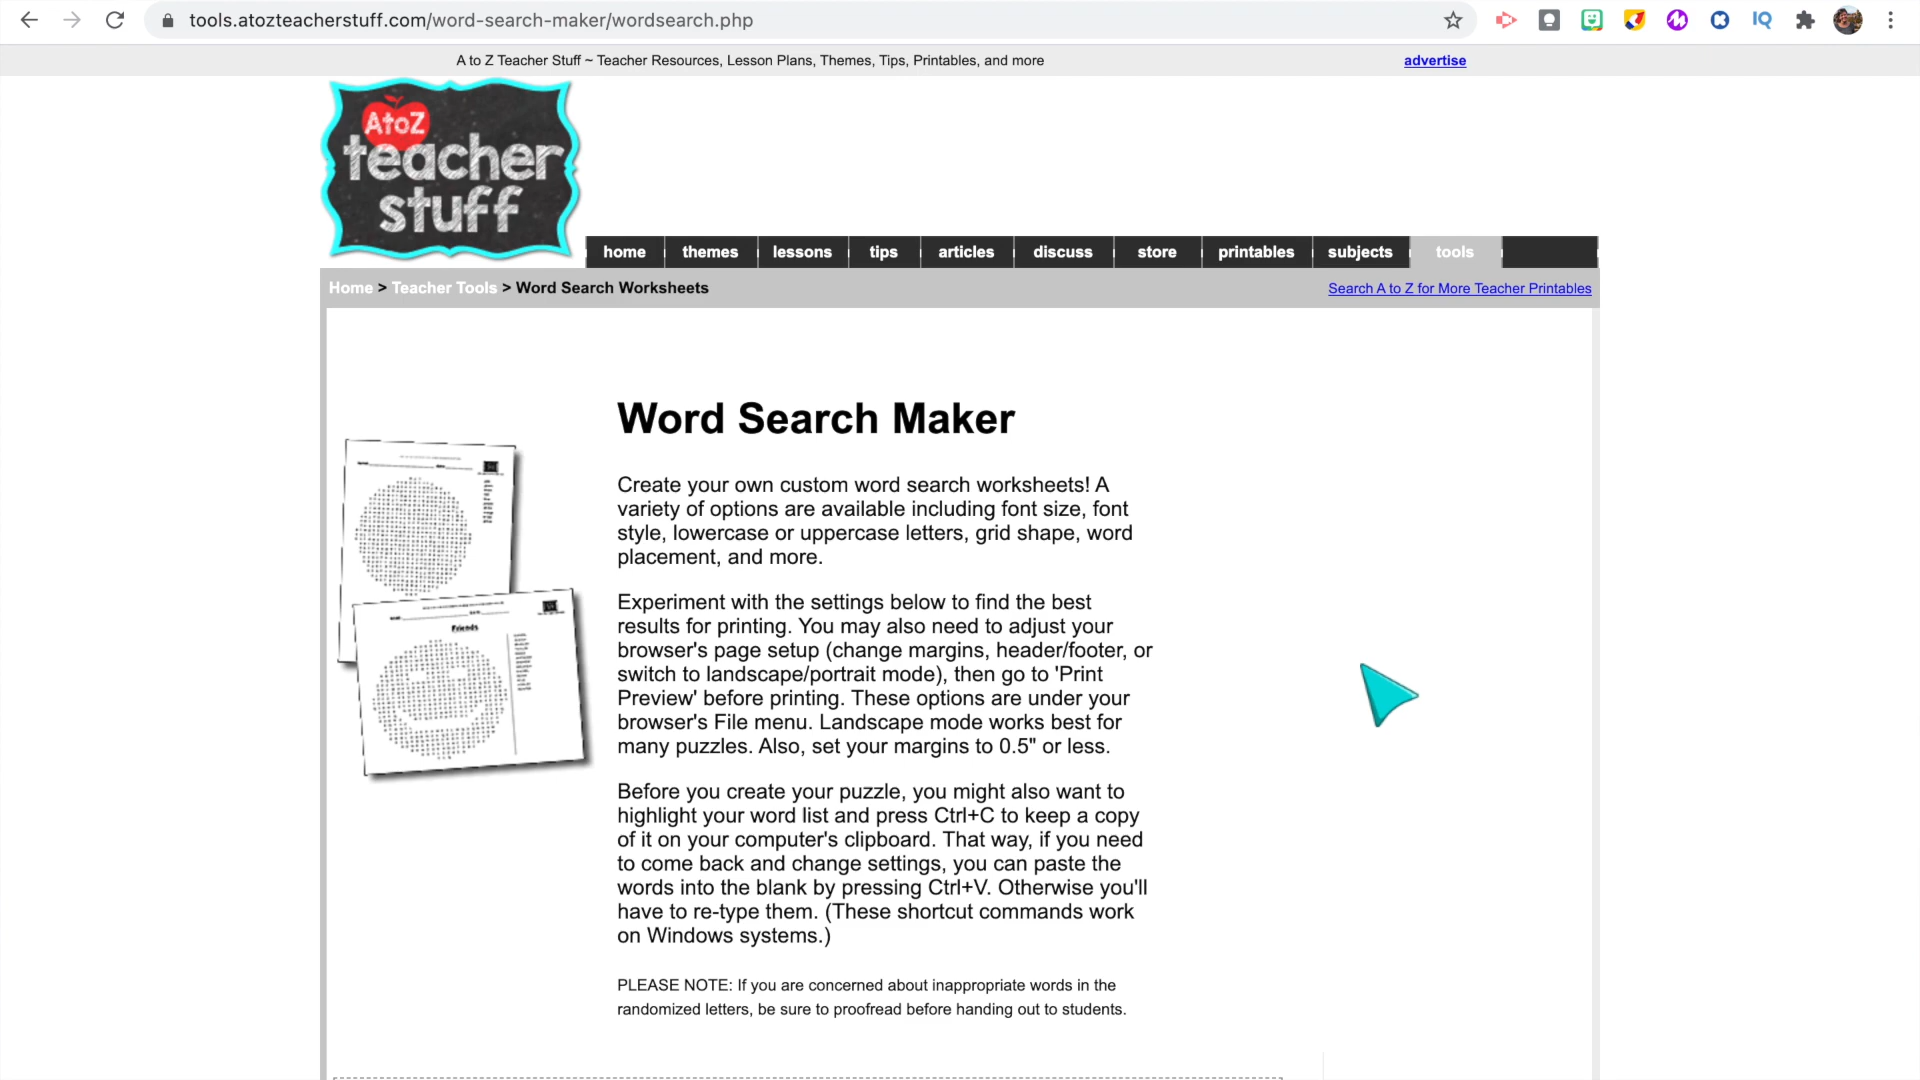 tools.atozteacherstuff.com/word-search-maker/wordsearch.php
IQ
A to Z Teacher Stuff ~ Teacher Resources, Lesson Plans, Themes, Tips, Printables, and more
advertise
AtoZ
teacher
stuff
home themes lessons tips articles discuss store printables subjects tools
Home > Teacher Tools > Word Search Worksheets
Search A to Z for More Teacher Printables
Word Search Maker
Create your own custom word search worksheets! A
variety of options are available including font size, font
style, lowercase or uppercase letters, grid shape, word
placement, and more.
Friends
Experiment with the settings below to find the best
results for printing. You may also need to adjust your
browser's page setup (change margins, header/footer, or
switch to landscape/portrait mode), then go to 'Print
Preview' before printing. These options are under your
browser's File menu. Landscape mode works best for
many puzzles. Also, set your margins to 0.5" or less.
Before you create your puzzle, you might also want to
highlight your word list and press Ctrl+C to keep a copy
of it on your computer's clipboard. That way, if you need
to come back and change settings, you can paste the
words into the blank by pressing Ctrl+V. Otherwise you'll
have to re-type them. (These shortcut commands work
on Windows systems.)
PLEASE NOTE: If you are concerned about inappropriate words in the
randomized letters, be sure to proofread before handing out to students.